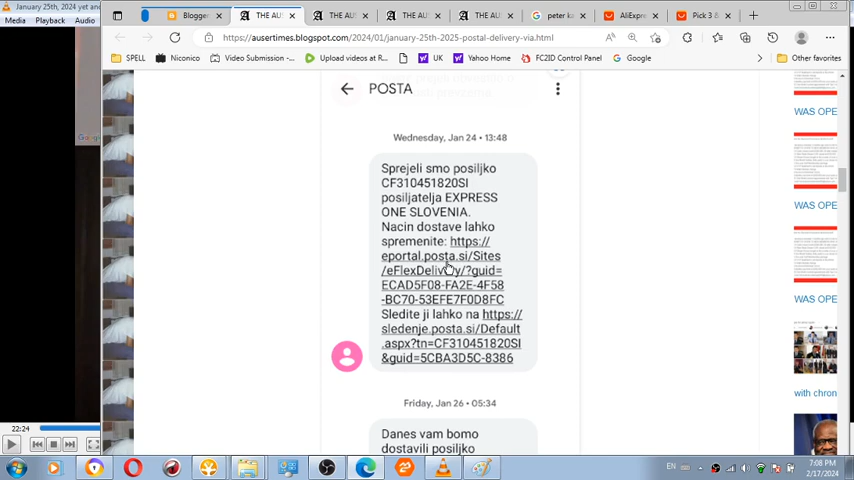 January 25th, 2024 yet and
Media Playback Audio
Blogger
THE AU
THE AUS
THE AUS
THE AUS
peter ka
AliExpre
Pick 3 &
https://ausertimes.blogspot.com/2024/01/january-25th-2025-postal-delivery-via.html
SPELL Niconico Video Submission -... Upload videos at R... UK Yahoo Home FC2ID Control Panel Google Other favorites
POSTA
Wednesday, Jan 24 • 13:48
Sprejeli smo posiljko
CF310451820SI
posiljatelja EXPRESS
ONE SLOVENIA.
Nacin dostave lahko
spremenite: https://
eportal.posta.si/Sites
/eFlexDelivery/?guid=
ECAD5F08-FA2E-4F58
-BC70-53EFE7F0D8FC
Sledite ji lahko na https://
sledenje.posta.si/Default
.aspx?tn=CF310451820SI
&guid=5CBA3D5C-8386
Friday, Jan 26 • 05:34
Danes vam bomo
dostavili posiljko
WAS OPE
WAS OPE
WAS OPE
with chron
22:24
EN
7:08 PM
2/17/2024